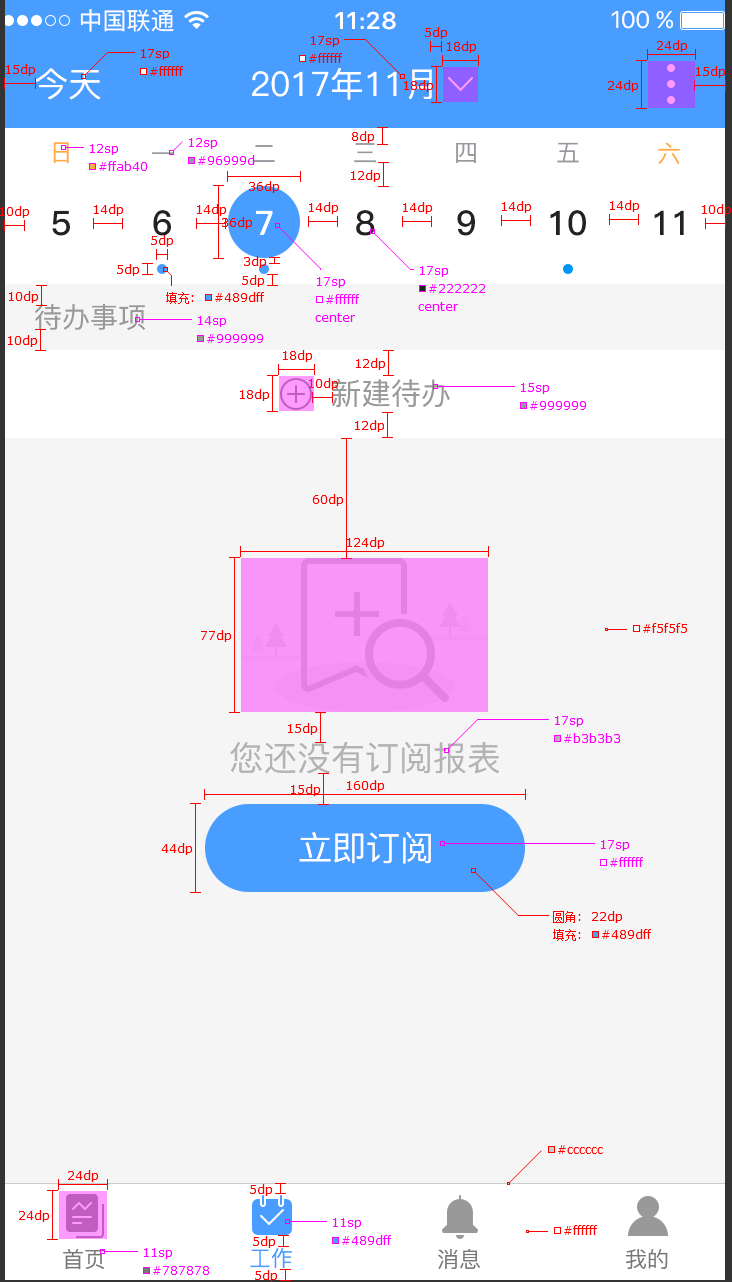 中国联通 11:28 100 %
5dp
17sp 17sp 18dp 24dp
#ffffff #ffffff
15dp 今天 2017年11月 18dp 24dp 15dp
8dp
日 12sp 一 12sp 二 三 四 五 六
#ffab40 #96999d
12dp
36dp
10dp 5 14dp 6 14dp 36dp 7 14dp 8 14dp 9 14dp 10 14dp 11 10dp
5dp
5dp 3dp
5dp
17sp 17sp
#ffffff #222222
center center
填充: #489dff
10dp
待办事项 14sp
#999999
10dp
18dp 12dp
18dp 10dp 新建待办 15sp
#999999
12dp
60dp
124dp
77dp #f5f5f5
15dp 17sp
#b3b3b3
您还没有订阅报表
15dp 160dp
44dp 立即订阅 17sp
#ffffff
圆角: 22dp
填充: #489dff
#cccccc
24dp 5dp
24dp 11sp #ffffff
#489dff
5dp
首页 11sp 工作 消息 我的
#787878
5dp